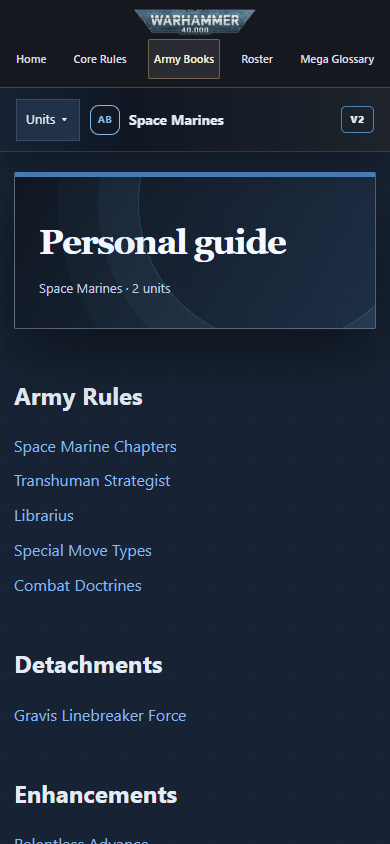 WARHAMMER
40,000
Home Core Rules Army Books Roster Mega Glossary
Units AB Space Marines V2
Personal guide
Space Marines · 2 units
Army Rules
Space Marine Chapters
Transhuman Strategist
Librarius
Special Move Types
Combat Doctrines
Detachments
Gravis Linebreaker Force
Enhancements
Relentless Advance